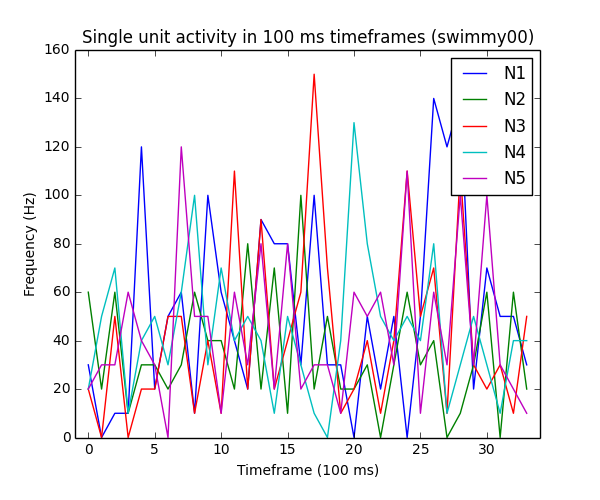 Single unit activity in 100 ms timeframes (swimmy00)
160
140
120
100
80
60
40
20
0
Frequency (Hz)
N1
N2
N3
N4
N5
0 5 10 15 20 25 30
Timeframe (100 ms)